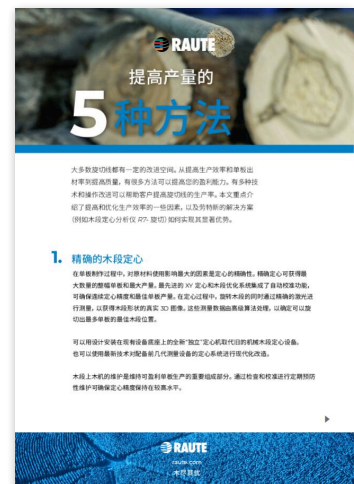 RAUTE
提高产量的
5种方法
大多数旋切线都有一定的改进空间。从提高生产效率和单板出
材率到提高质量，有很多方法可以提高您的盈利能力。有多种技
术和操作改进可以帮助客户提高旋切线的生产率。本文重点介
绍了提高和优化生产效率的一些因素，以及劳特新的解决方案
(例如木段定心分析仪 R7-旋切) 如何实现其显著优势。
1. 精确的木段定心
在单板制作过程中，对原材料使用影响最大的因素是定心的精确性。精确定心可获得最
大数量的整幅单板和最大产量。最先进的 XY 定心和木段优化系统集成了自动校准功能，
可确保连续定心精度和最佳单板产量。在定心过程中，旋转木段的同时通过精确的激光进
行测量，以获得木段形状的真实 3D 图像。这些测量数据由高级算法处理，以确定可以旋
切出最多单板的最佳木段位置。
可以用设计安装在现有设备底座上的全新“独立”定心机取代旧的机械木段定心设备。
也可以使用最新技术对配备前几代测量设备的定心系统进行现代化改造。
木段上木机的维护是维持可盈利单板生产的重要组成部分。通过检查和校准进行定期预防
性维护可确保定心精度保持在较高水平。
RAUTE
raute.com
木尽其优